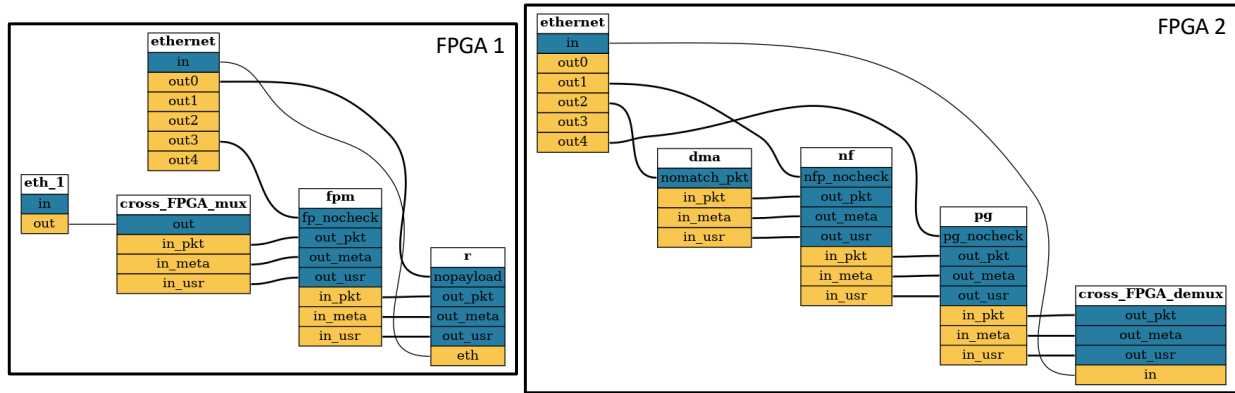 FPGA 1
ethernet
in
out0
out1
out2
out3
out4
eth_1
in
out
cross_FPGA_mux
out
in_pkt
in_meta
in_usr
fpm
fp_nocheck
out_pkt
out_meta
out_usr
in_pkt
in_meta
in_usr
r
nopayload
out_pkt
out_meta
out_usr
eth
FPGA 2
ethernet
in
out0
out1
out2
out3
out4
dma
nomatch_pkt
in_pkt
in_meta
in_usr
nf
nfp_nocheck
out_pkt
out_meta
out_usr
in_pkt
in_meta
in_usr
pg
pg_nocheck
out_pkt
out_meta
out_usr
in_pkt
in_meta
in_usr
cross_FPGA_demux
out_pkt
out_meta
out_usr
in